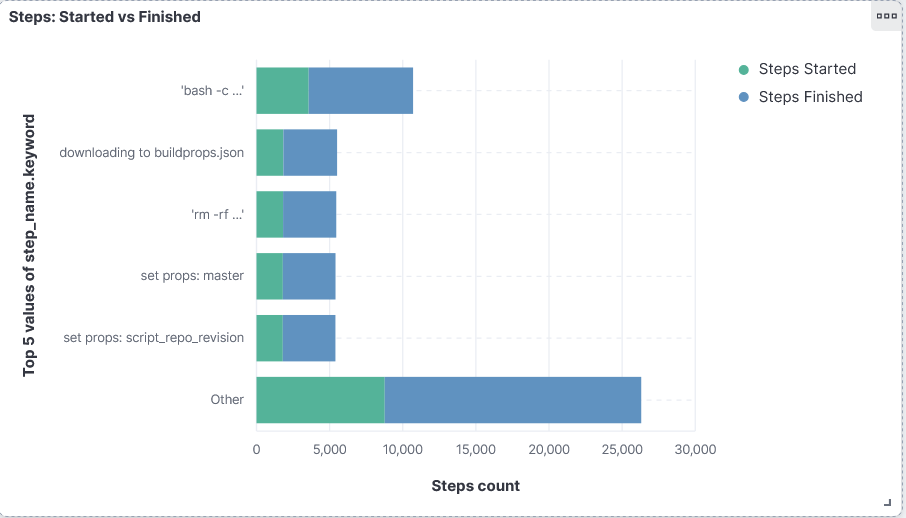 Steps: Started vs Finished
Steps Started
Steps Finished
Top 5 values of step_name.keyword
'bash -c ...'
downloading to buildprops.json
'rm -rf ...'
set props: master
set props: script_repo_revision
Other
0 5,000 10,000 15,000 20,000 25,000 30,000
Steps count